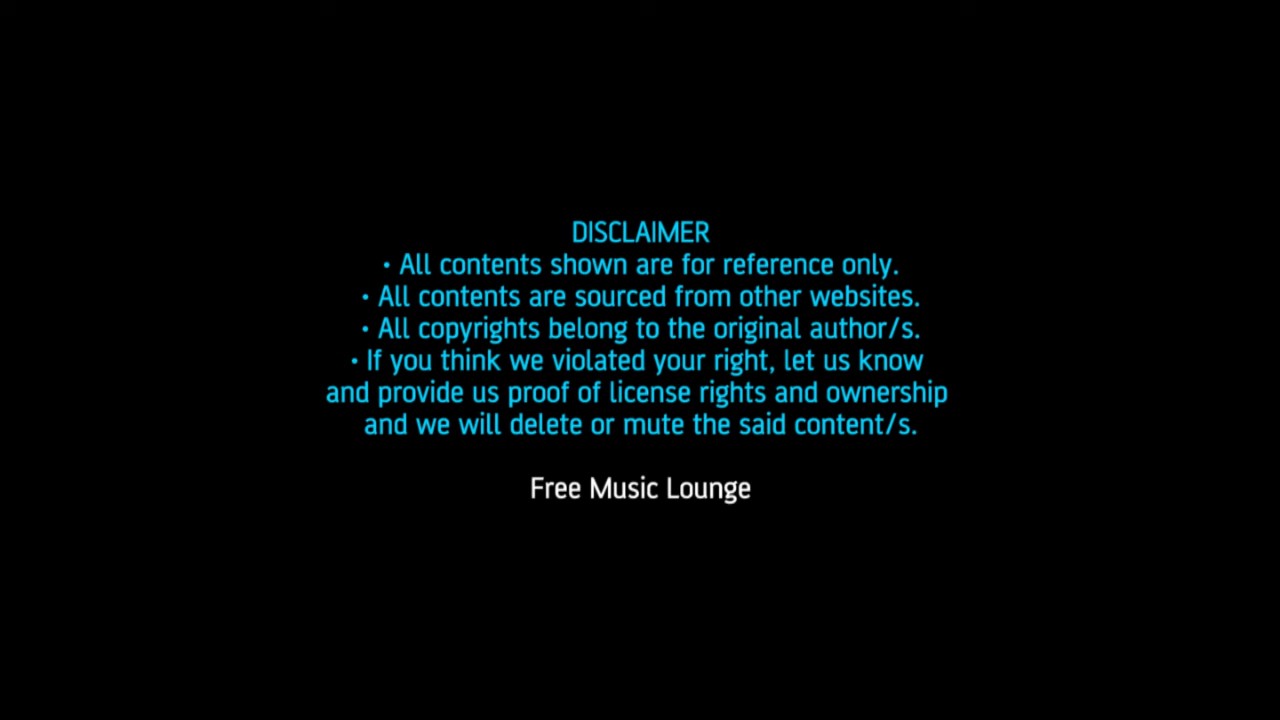 DISCLAIMER
• All contents shown are for reference only.
• All contents are sourced from other websites.
• All copyrights belong to the original author/s.
• If you think we violated your right, let us know
and provide us proof of license rights and ownership
and we will delete or mute the said content/s.
Free Music Lounge